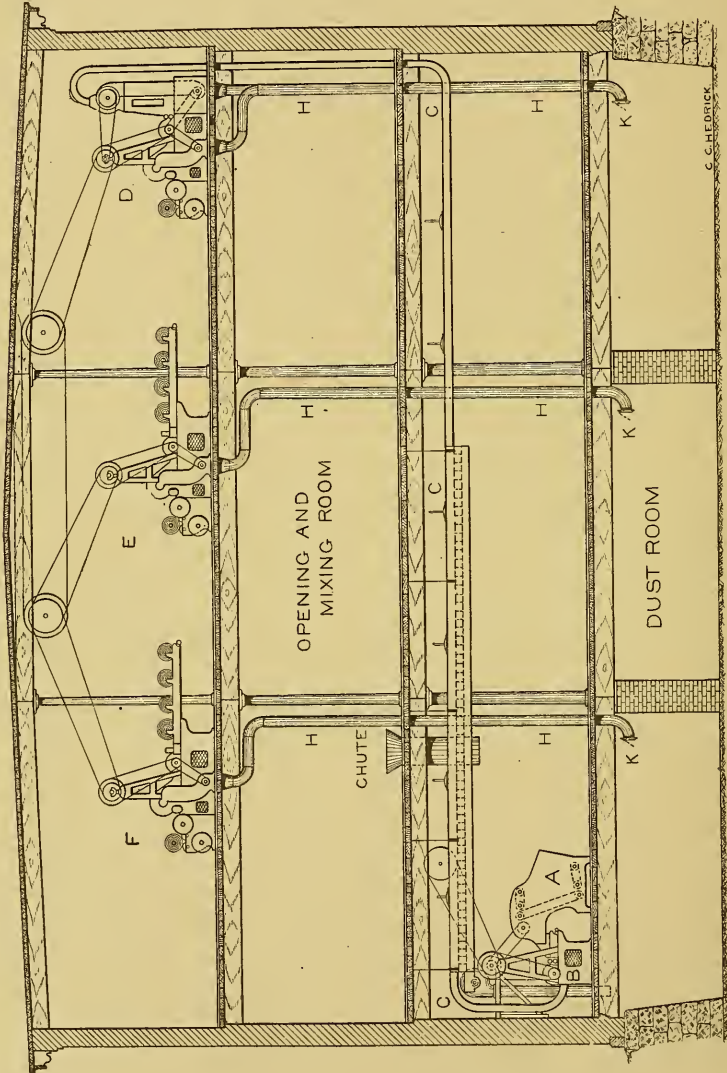 F
E
D
H
OPENING AND
MIXING ROOM
H
H
CHUTE
C
C
C
H
H
H
A
B
K
K
K
DUST ROOM
C.C.HEDRICK.